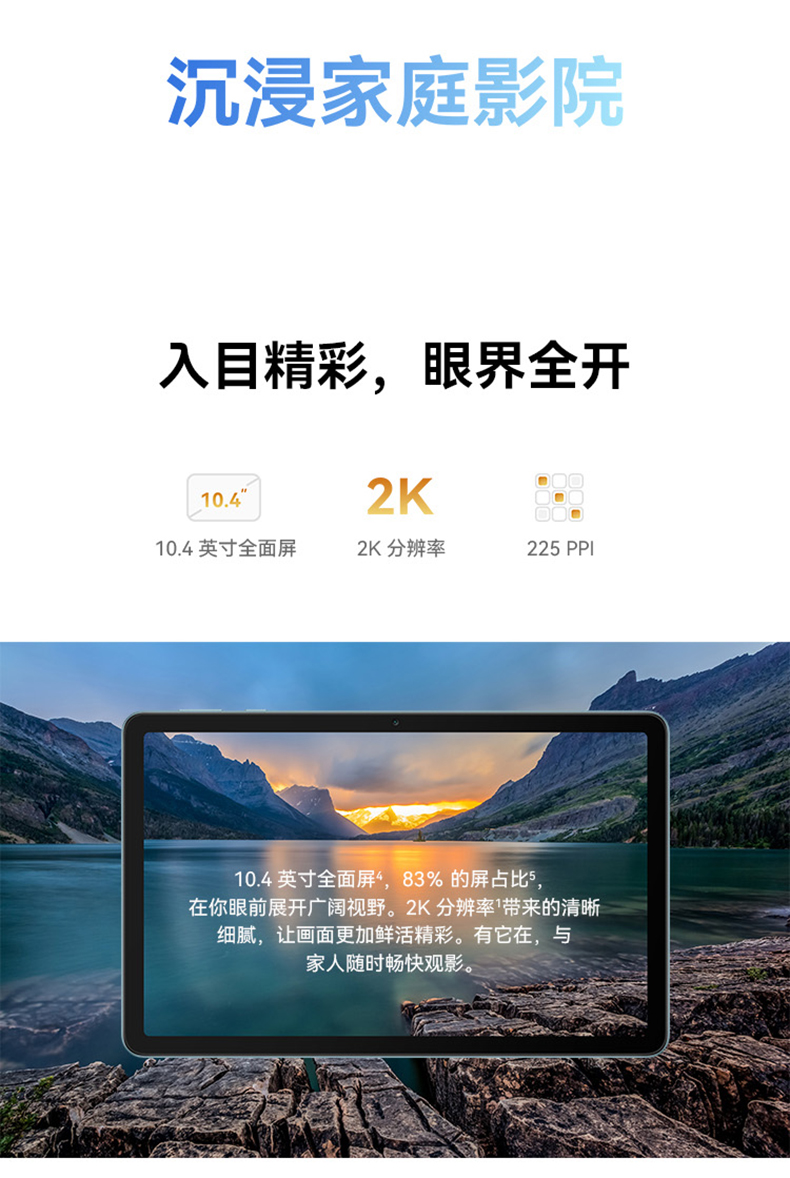 沉浸家庭影院
入目精彩，眼界全开
10.4"
2K
10.4 英寸全面屏
2K 分辨率
225 PPI
10.4 英寸全面屏⁴，83% 的屏占比⁵，
在你眼前展开广阔视野。2K 分辨率¹带来的清晰
细腻，让画面更加鲜活精彩。有它在，与
家人随时畅快观影。